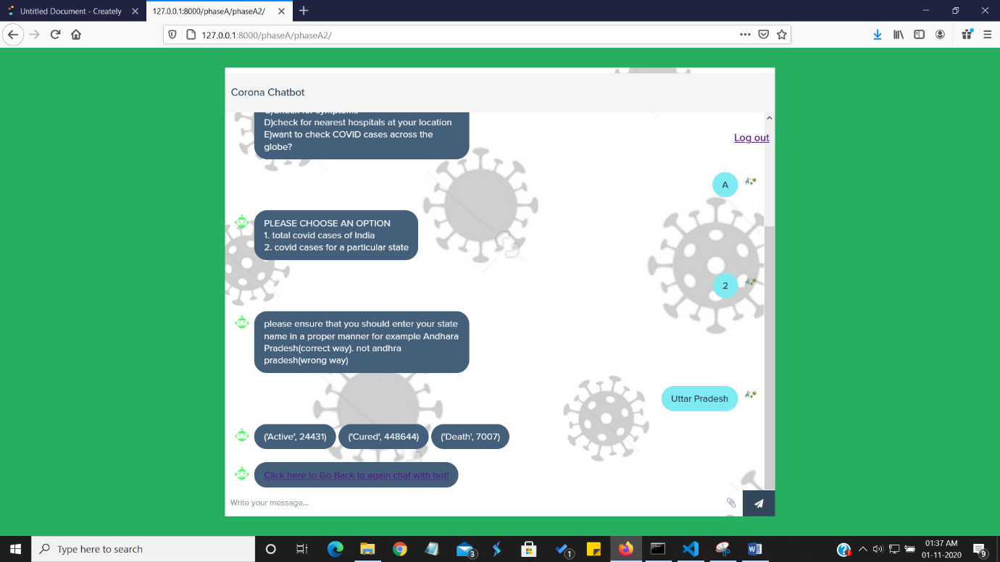 Untitled Document - Creately
127.0.0.1:8000/phaseA/phaseA2/
127.0.0.1:8000/phaseA/phaseA2/
Corona Chatbot
D)check for nearest hospitals at your location
E)want to check COVID cases across the
globe?
Log out
A
PLEASE CHOOSE AN OPTION
1. total covid cases of India
2. covid cases for a particular state
2
please ensure that you should enter your state
name in a proper manner for example Andhara
Pradesh(correct way). not andhra
pradesh(wrong way)
Uttar Pradesh
('Active', 24431) ('Cured', 448644) ('Death', 7007)
Click here to Go Back to again chat with bot!
Write your message...
Type here to search
3
1
01:37 AM
01-11-2020
9